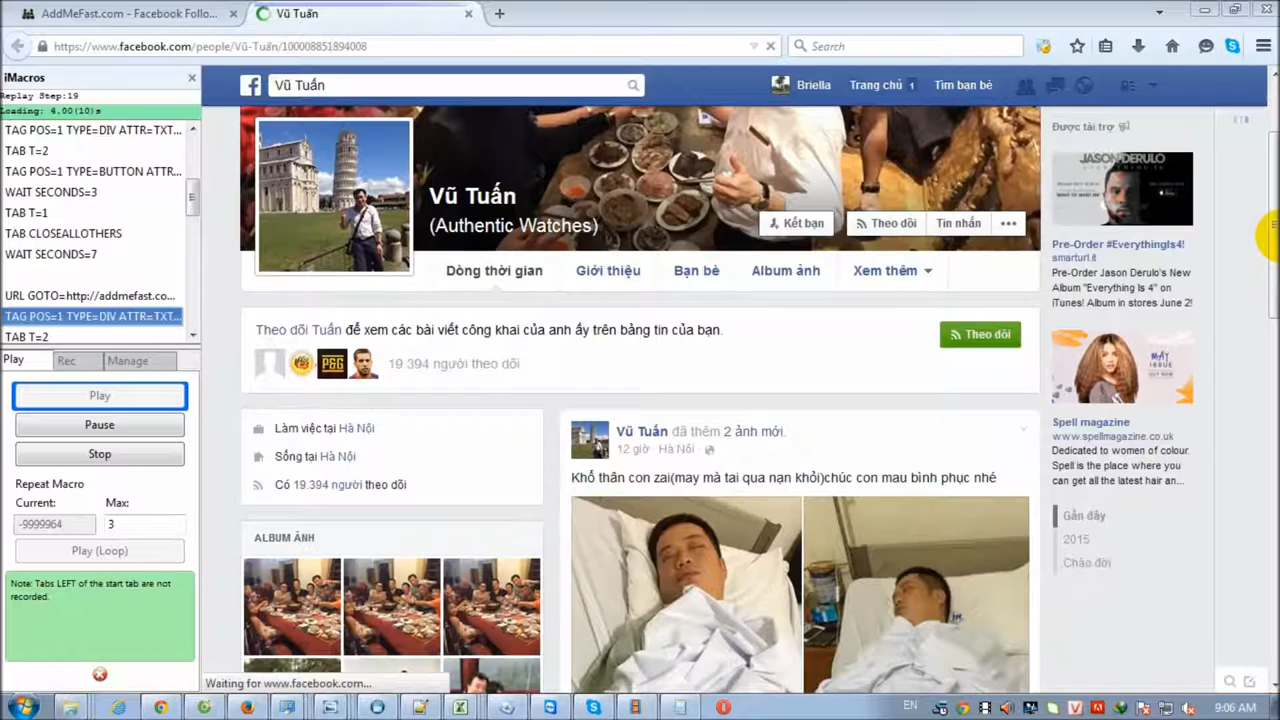 AddMeFast.com - Facebook Follo...
Vũ Tuấn
https://www.facebook.com/people/Vũ-Tuấn/100008851894008
Search
iMacros
Replay Step:19
Loading: 4.00(10)s
TAG POS=1 TYPE=DIV ATTR=TXT...
TAB T=2
TAG POS=1 TYPE=BUTTON ATTR...
WAIT SECONDS=3
TAB T=1
TAB CLOSEALLOTHERS
WAIT SECONDS=7
URL GOTO=http://addmefast.co...
TAG POS=1 TYPE=DIV ATTR=TXT...
TAB T=2
Play
Rec
Manage
Play
Pause
Stop
Repeat Macro
Current:
Max:
-9999964
3
Play (Loop)
Note: Tabs LEFT of the start tab are not
recorded.
Vũ Tuấn
Briella
Trang chủ 1
Tìm bạn bè
Vũ Tuấn
(Authentic Watches)
Kết bạn
Theo dõi
Tin nhắn
Dòng thời gian
Giới thiệu
Bạn bè
Album ảnh
Xem thêm
Theo dõi Tuấn để xem các bài viết công khai của anh ấy trên bảng tin của bạn.
P&G
19 394 người theo dõi
Theo dõi
Làm việc tại Hà Nội
Sống tại Hà Nội
Có 19.394 người theo dõi
ALBUM ẢNH
Vũ Tuấn đã thêm 2 ảnh mới.
12 giờ · Hà Nội ·
Khổ thân con zai(may mà tai qua nạn khỏi)chúc con mau bình phục nhé
Được tài trợ
JASON DERULO
EVERYTHING IS 4
Pre-Order #EverythingIs4!
smarturl.it
Pre-Order Jason Derulo's New
Album "Everything Is 4" on
iTunes! Album in stores June 2!
MAY
ISSUE
OUT NOW
Spell magazine
www.spellmagazine.co.uk
Dedicated to women of colour.
Spell is the place where you
can get all the latest hair an...
Gần đây
2015
Chào đời
Waiting for www.facebook.com...
EN
9:06 AM